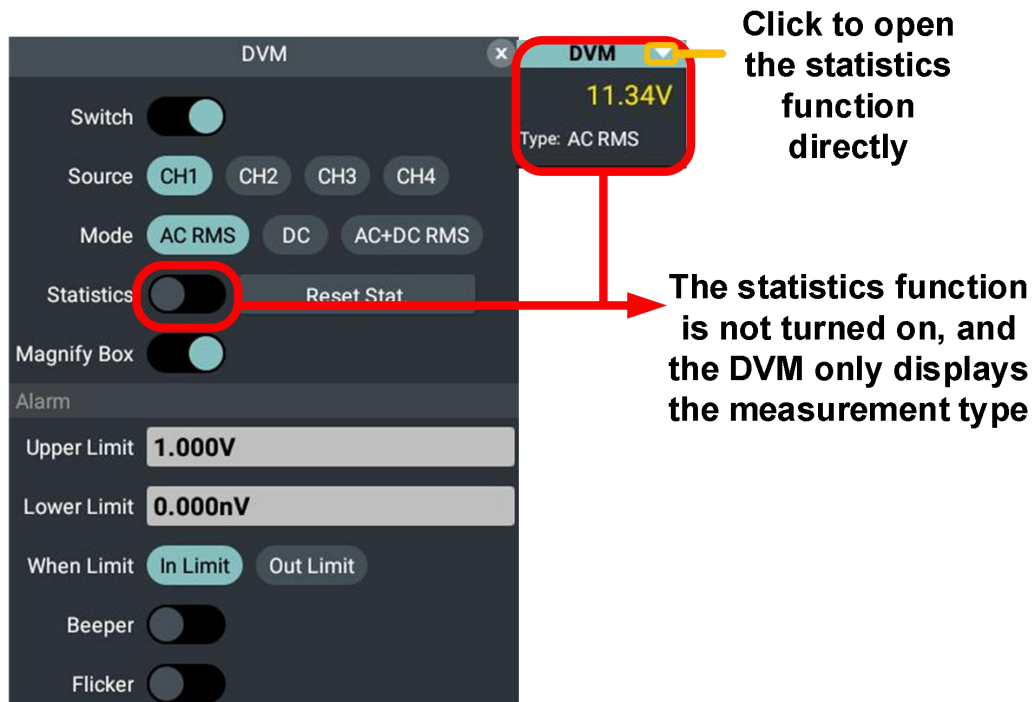 DVM
x
Switch
Source CH1 CH2 CH3 CH4
Mode AC RMS DC AC+DC RMS
Statistics Reset Stat.
Magnify Box
Alarm
Upper Limit 1.000V
Lower Limit 0.000nV
When Limit In Limit Out Limit
Beeper
Flicker
DVM
11.34V
Type: AC RMS
Click to open
the statistics
function
directly
The statistics function
is not turned on, and
the DVM only displays
the measurement type